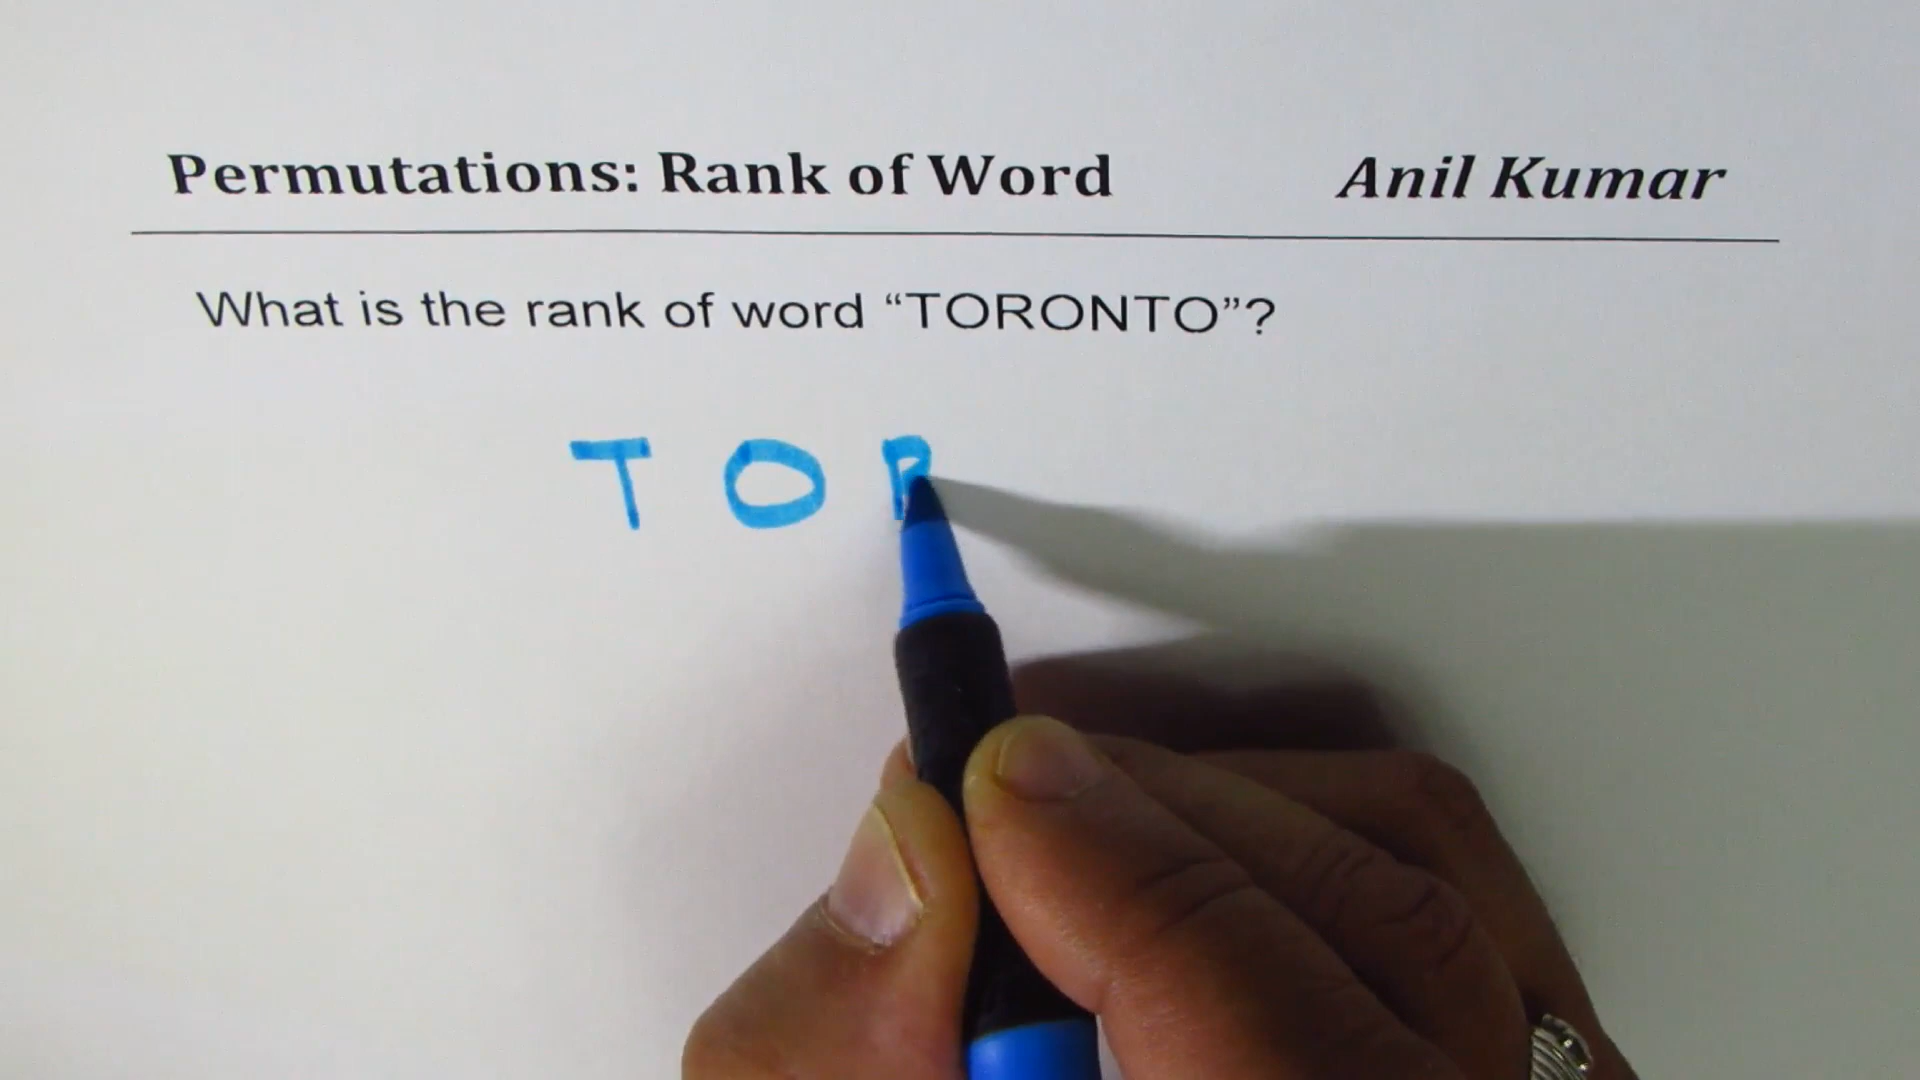 Permutations: Rank of Word Anil Kumar
What is the rank of word “TORONTO”?
T O R